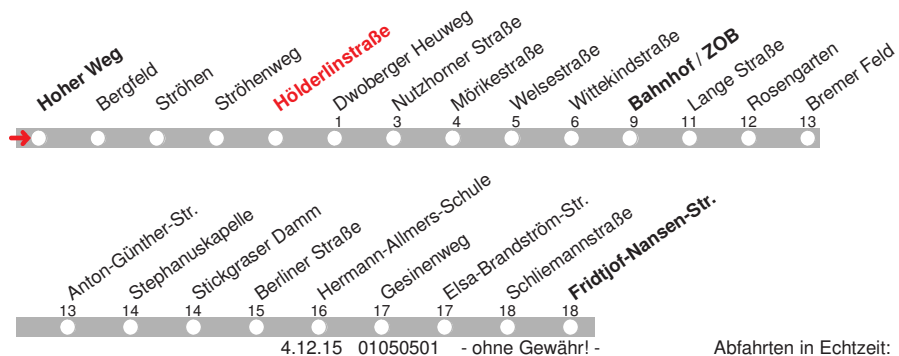 Hoher Weg
Bergfeld
Ströhen
Ströhenweg
Hölderlinstraße
Dwoberger Heuweg
Nutzhorner Straße
Mörikestraße
Welsestraße
Wittekindstraße
Bahnhof / ZOB
Lange Straße
Rosengarten
Bremer Feld
1 3 4 5 6 9 11 12 13
Anton-Günther-Str.
Stephanuskapelle
Stickgraser Damm
Berliner Straße
Hermann-Allmers-Schule
Gesinenweg
Elsa-Brandström-Str.
Schliemannstraße
Fridtjof-Nansen-Str.
13 14 14 15 16 17 17 18 18
4.12.15 01050501 - ohne Gewähr! - Abfahrten in Echtzeit: